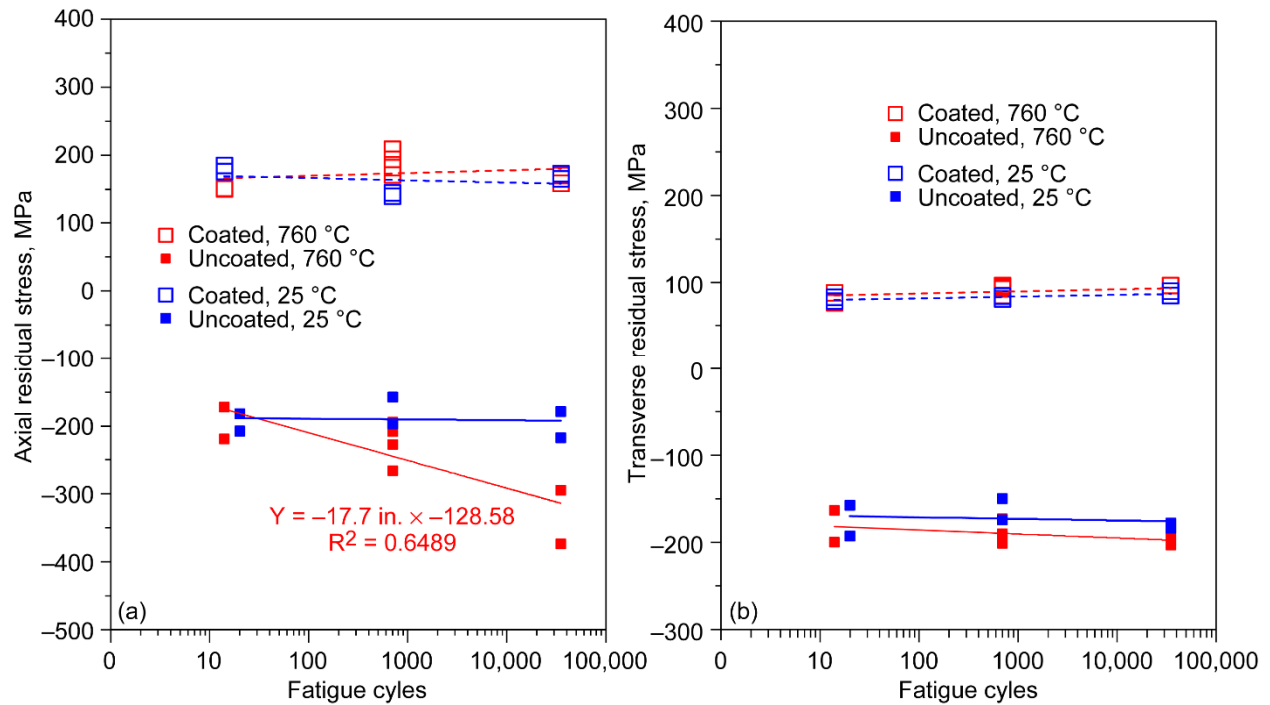 400
300
200
100
0
–100
–200
–300
–400
–500
Axial residual stress, MPa
Coated, 760 °C
Uncoated, 760 °C
Coated, 25 °C
Uncoated, 25 °C
Y = –17.7 in. × –128.58
R2 = 0.6489
(a)
0 10 100 1000 10,000 100,000
Fatigue cyles
400
300
200
100
0
–100
–200
–300
Transverse residual stress, MPa
Coated, 760 °C
Uncoated, 760 °C
Coated, 25 °C
Uncoated, 25 °C
(b)
0 10 100 1000 10,000 100,000
Fatigue cyles